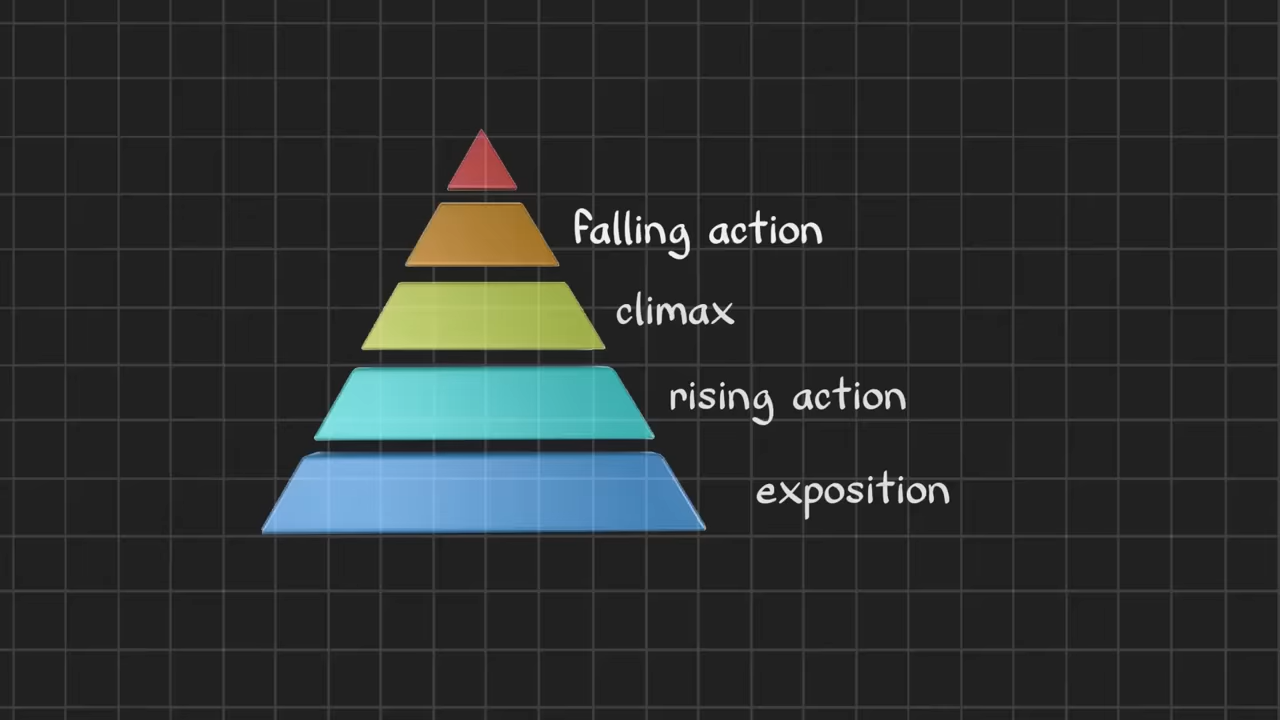 falling action
climax
rising action
exposition